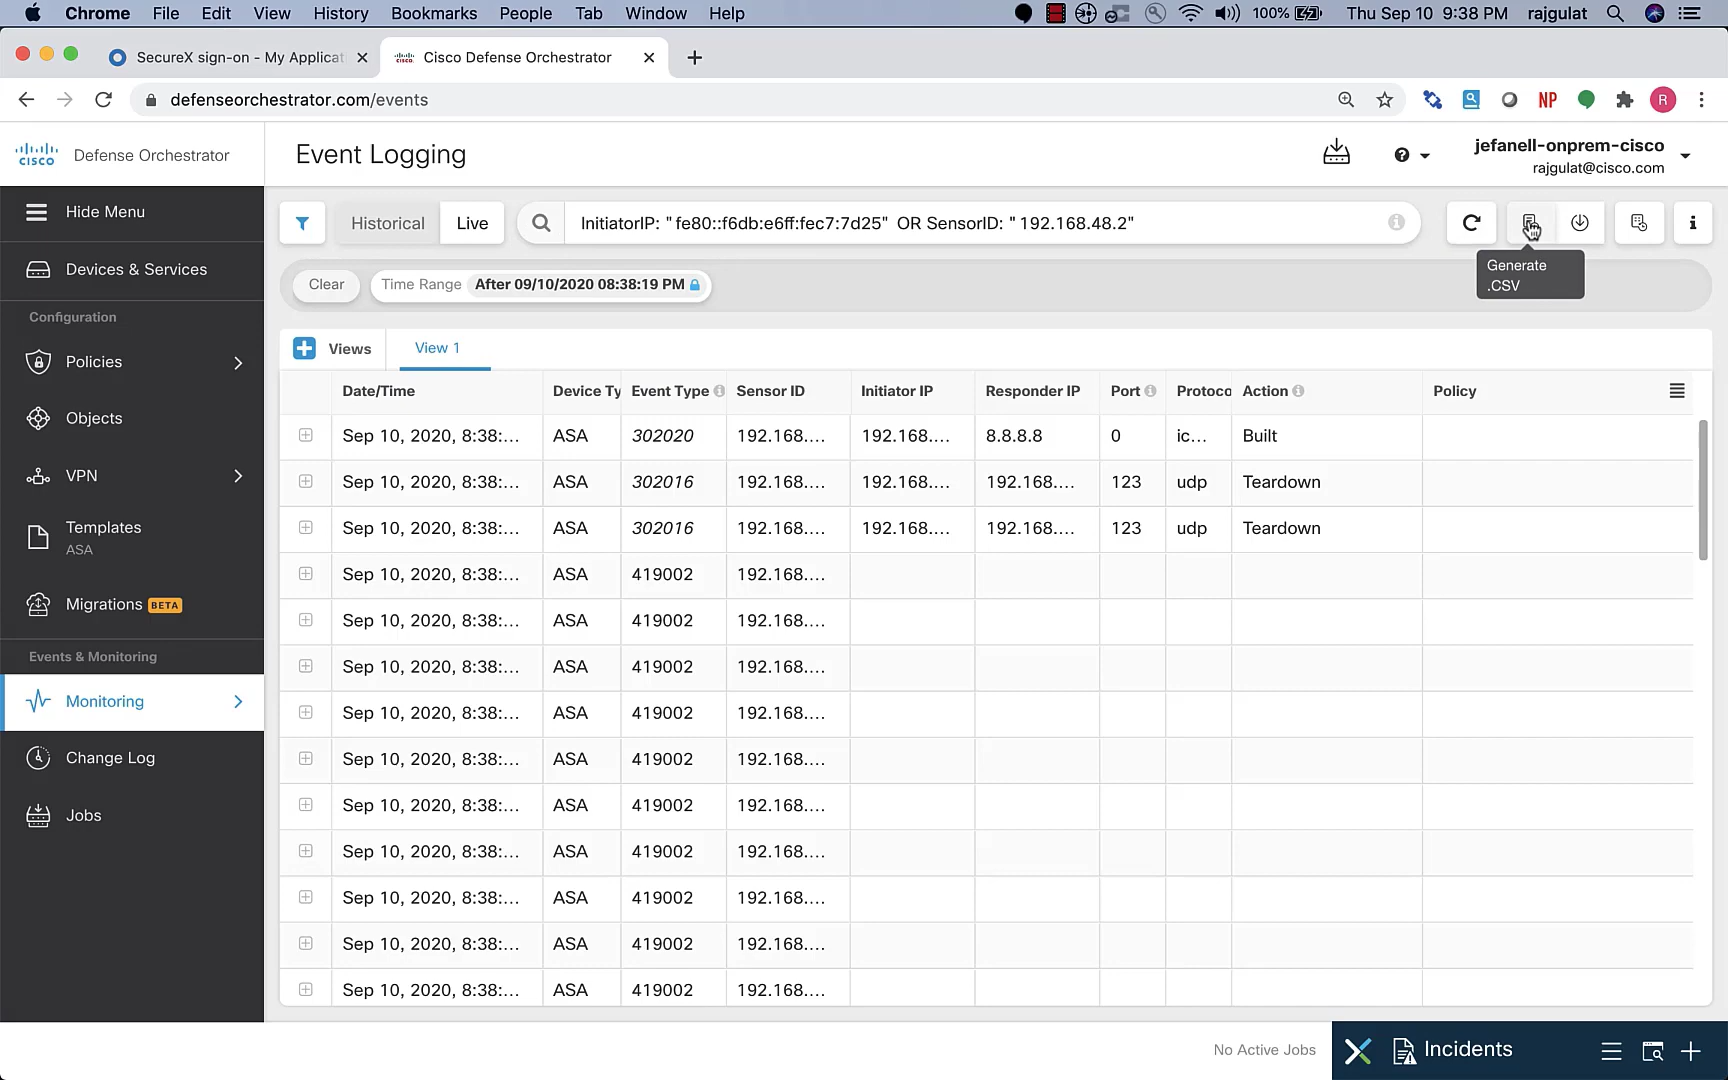 Chrome File Edit View History Bookmarks People Tab Window Help 100% Thu Sep 10 9:38 PM rajgulat
SecureX sign-on - My Applicat Cisco Defense Orchestrator
defenseorchestrator.com/events NP R
CISCO Defense Orchestrator Event Logging jefanell-onprem-cisco
rajgulat@cisco.com
Hide Menu
Devices & Services
Configuration
Policies
Objects
VPN
Templates
ASA
Migrations BETA
Events & Monitoring
Monitoring
Change Log
Jobs
Historical Live InitiatorIP: "fe80::f6db:e6ff:fec7:7d25" OR SensorID: " 192.168.48.2"
Generate
.CSV
Clear Time Range After 09/10/2020 08:38:19 PM
Views View 1
Date/Time Device Ty Event Type Sensor ID Initiator IP Responder IP Port Protoco Action Policy
Sep 10, 2020, 8:38:... ASA 302020 192.168.... 192.168.... 8.8.8.8 0 ic... Built
Sep 10, 2020, 8:38:... ASA 302016 192.168.... 192.168.... 192.168.... 123 udp Teardown
Sep 10, 2020, 8:38:... ASA 302016 192.168.... 192.168.... 192.168.... 123 udp Teardown
Sep 10, 2020, 8:38:... ASA 419002 192.168....
Sep 10, 2020, 8:38:... ASA 419002 192.168....
Sep 10, 2020, 8:38:... ASA 419002 192.168....
Sep 10, 2020, 8:38:... ASA 419002 192.168....
Sep 10, 2020, 8:38:... ASA 419002 192.168....
Sep 10, 2020, 8:38:... ASA 419002 192.168....
Sep 10, 2020, 8:38:... ASA 419002 192.168....
Sep 10, 2020, 8:38:... ASA 419002 192.168....
Sep 10, 2020, 8:38:... ASA 419002 192.168....
Sep 10, 2020, 8:38:... ASA 419002 192.168....
No Active Jobs Incidents